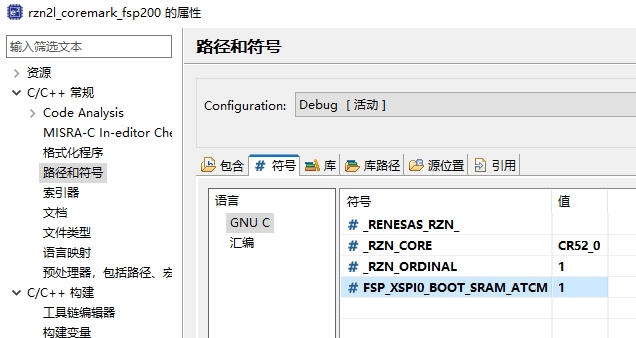 rzn2l_coremark_fsp200 的属性
输入筛选文本
资源
C/C++ 常规
Code Analysis
MISRA-C In-editor Che
格式化程序
路径和符号
索引器
文档
文件类型
语言映射
预处理器，包括路径、宏
C/C++ 构建
工具链编辑器
构建变量
路径和符号
Configuration: Debug [ 活动 ]
包含 # 符号 库 库路径 源位置 引用
语言
GNU C
汇编
符号 值
# _RENESAS_RZN_
# _RZN_CORE CR52_0
# _RZN_ORDINAL 1
# FSP_XSPI0_BOOT_SRAM_ATCM 1